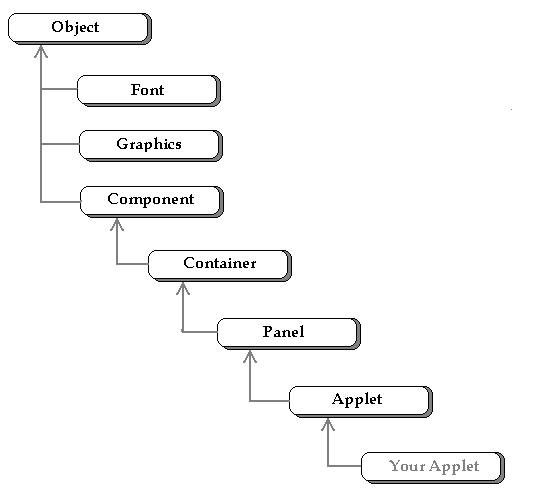 Object
Font
Graphics
Component
Container
Panel
Applet
Your Applet